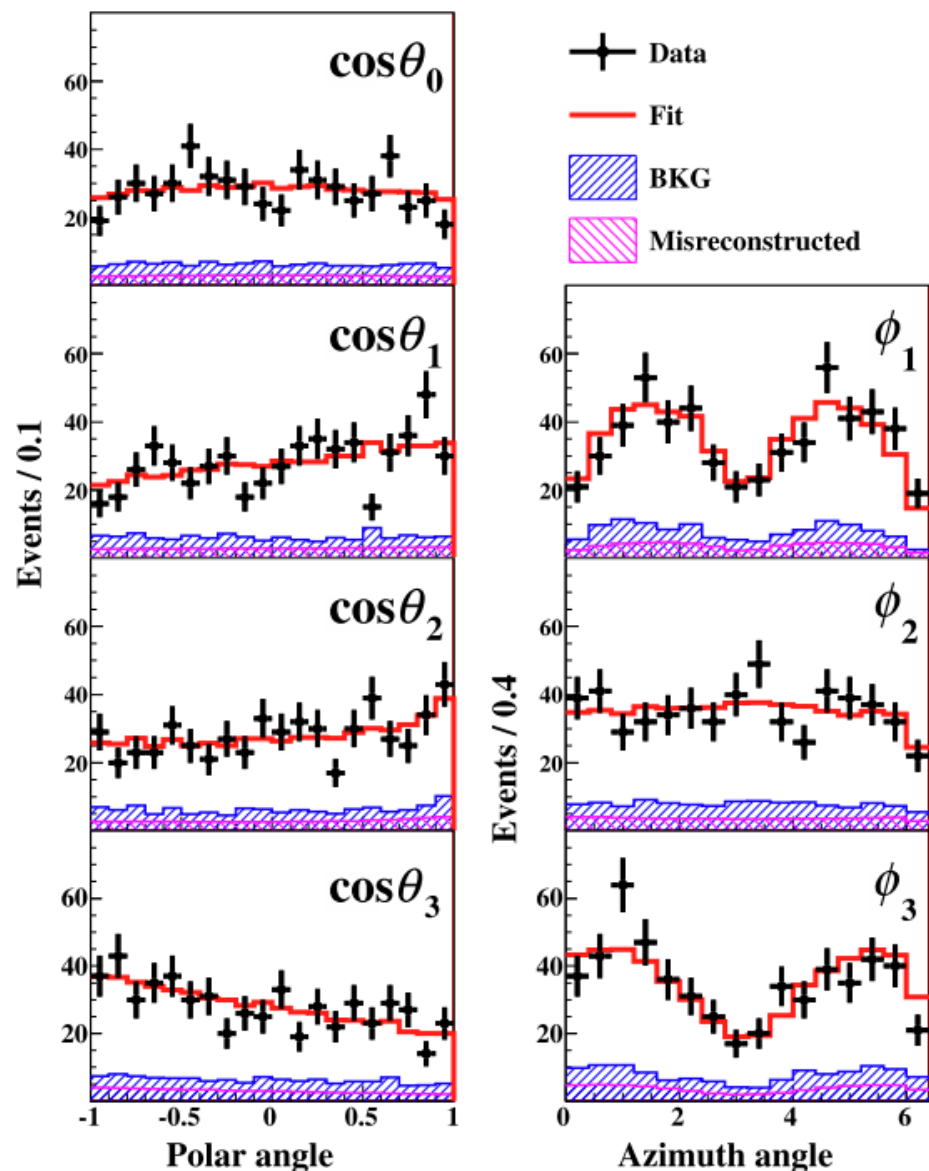 cosθ0
60
40
20
Data
Fit
BKG
Misreconstructed
cosθ1
60
40
20
ϕ1
60
40
20
Events / 0.1
cosθ2
60
40
20
ϕ2
60
40
20
Events / 0.4
cosθ3
60
40
20
ϕ3
60
40
20
-1 -0.5 0 0.5 1
0 2 4 6
Polar angle
Azimuth angle